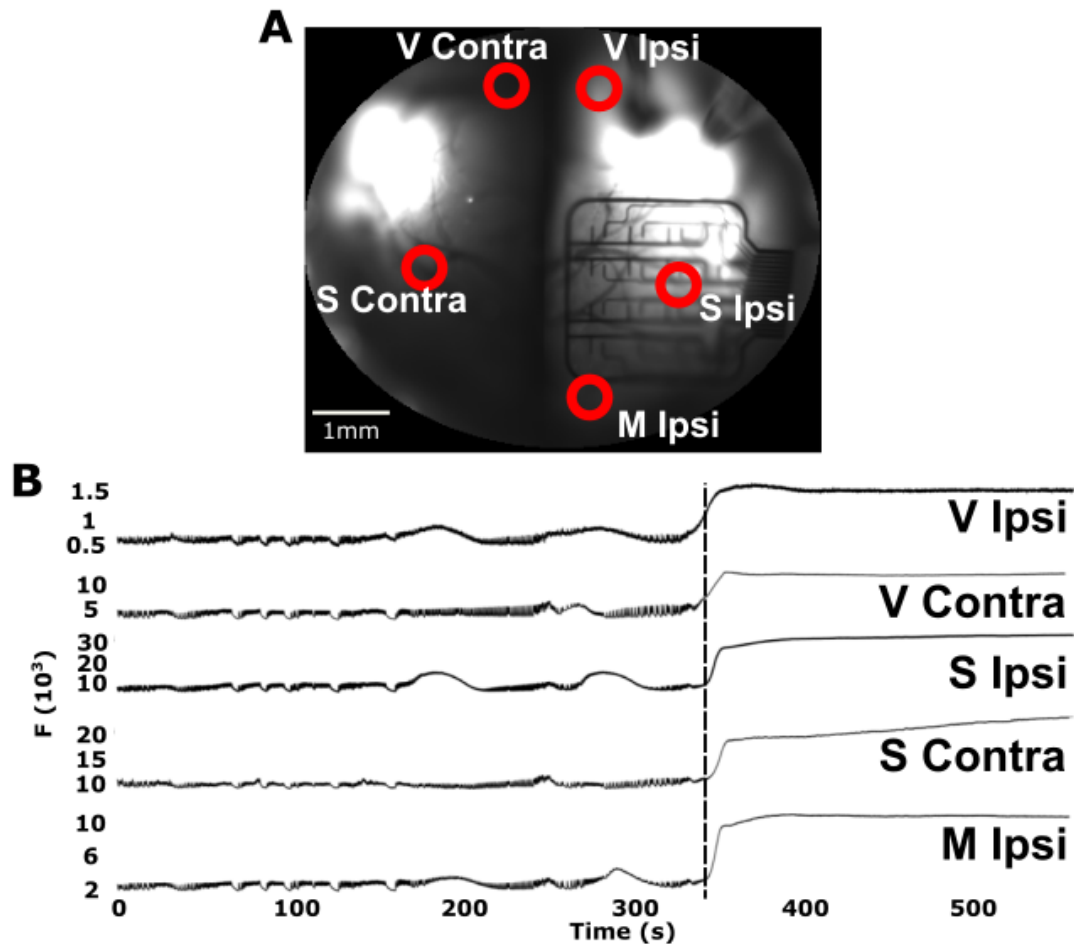 A
V Contra
V Ipsi
S Contra
S Ipsi
1mm
M Ipsi
B
1.5
1
0.5
V Ipsi
10
5
V Contra
30
20
10
S Ipsi
F (10³)
20
15
10
S Contra
10
6
2
M Ipsi
0 100 200 300 400 500
Time (s)